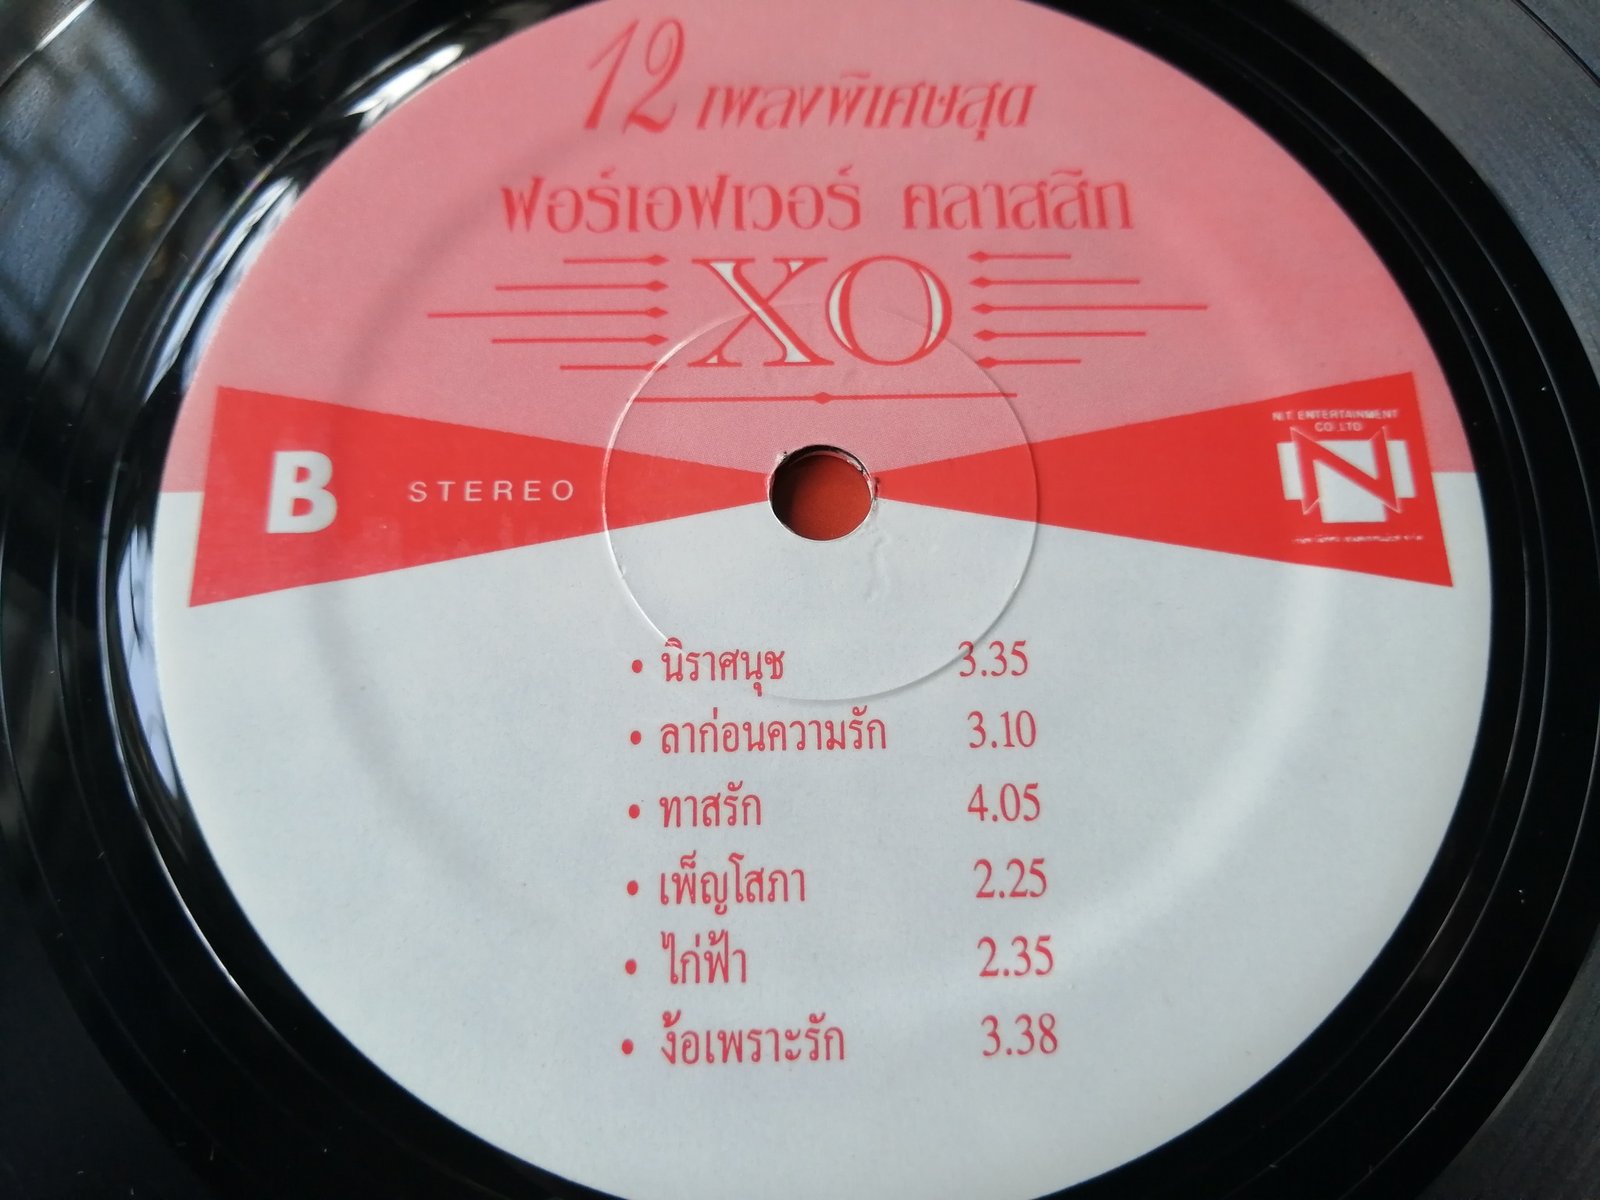 12 เพลงพิเศษสุด
ฟอร์เอฟเวอร์ คลาสสิก
XO
B STEREO
N.T. ENTERTAINMENT
CO.,LTD
N
• นิราศนุช 3.35
• ลาก่อนความรัก 3.10
• ทาสรัก 4.05
• เพ็ญโสภา 2.25
• ไก่ฟ้า 2.35
• ง้อเพราะรัก 3.38